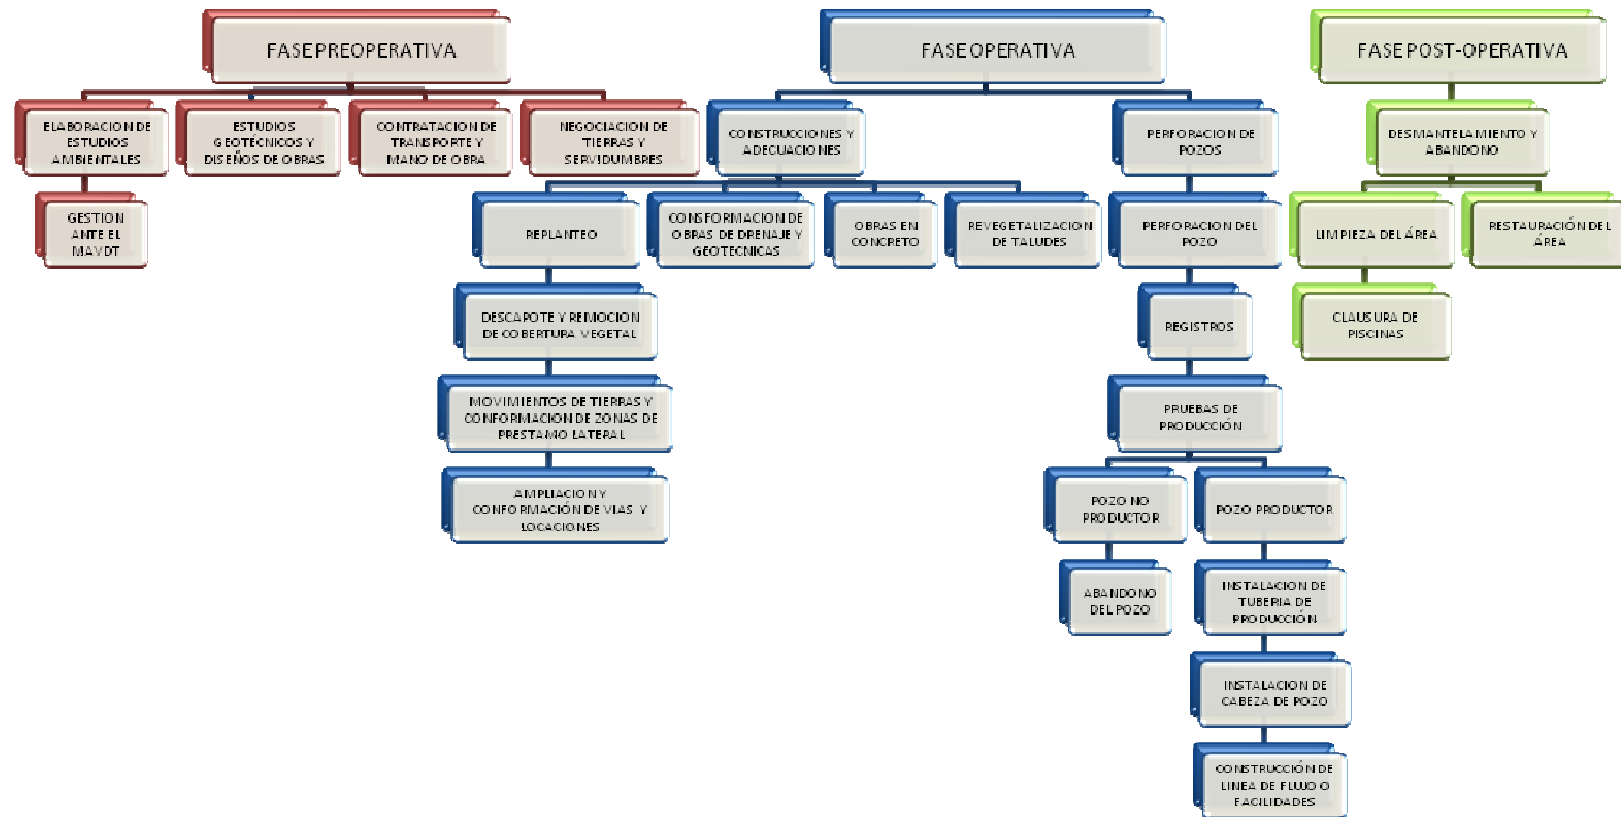 FASE PREOPERATIVA
ELABORACION DE
ESTUDIOS
AMBIENTALES
GESTION
ANTE EL
MAVDT
ESTUDIOS
GEOTÉCNICOS Y
DISEÑOS DE OBRAS
CONTRATACION DE
TRANSPORTE Y
MANO DE OBRA
NEGOCIACION DE
TIERRAS Y
SERVIDUMBRES
FASE OPERATIVA
CONSTRUCCIONES Y
ADECUACIONES
REPLANTEO
DESCAPOTE Y REMOCION
DE COBERTURA VEGETAL
MOVIMIENTOS DE TIERRAS Y
CONFORMACION DE ZONAS DE
PRESTAMO LATERAL
AMPLIACION Y
CONFORMACIÓN DE VIAS Y
LOCACIONES
CONSFORMACION DE
OBRAS DE DRENAJE Y
GEOTECNICAS
OBRAS EN
CONCRETO
REVEGETALIZACION
DE TALUDES
PERFORACION DE
POZOS
PERFORACION DEL
POZO
REGISTROS
PRUEBAS DE
PRODUCCIÓN
POZO NO
PRODUCTOR
ABANDONO
DEL POZO
POZO PRODUCTOR
INSTALACION DE
TUBERIA DE
PRODUCCIÓN
INSTALACION DE
CABEZA DE POZO
CONSTRUCCIÓN DE
LINEA DE FLUJO O
FACILIDADES
FASE POST-OPERATIVA
DESMANTELAMIENTO Y
ABANDONO
LIMPIEZA DEL ÁREA
CLAUSURA DE
PISCINAS
RESTAURACIÓN DEL
ÁREA